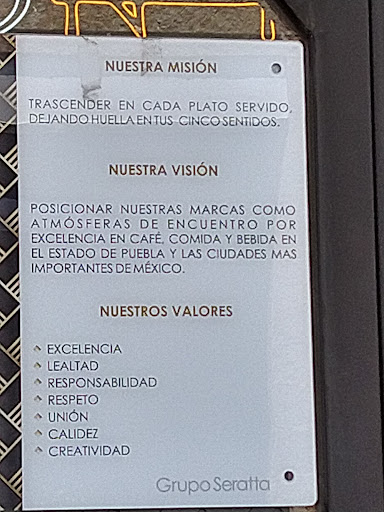 NUESTRA MISIÓN
TRASCENDER EN CADA PLATO SERVIDO,
DEJANDO HUELLA EN TUS CINCO SENTIDOS.
NUESTRA VISIÓN
POSICIONAR NUESTRAS MARCAS COMO
ATMÓSFERAS DE ENCUENTRO POR
EXCELENCIA EN CAFÉ, COMIDA Y BEBIDA EN
EL ESTADO DE PUEBLA Y LAS CIUDADES MAS
IMPORTANTES DE MÉXICO.
NUESTROS VALORES
EXCELENCIA
LEALTAD
RESPONSABILIDAD
RESPETO
UNIÓN
CALIDEZ
CREATIVIDAD
Grupo Seratta